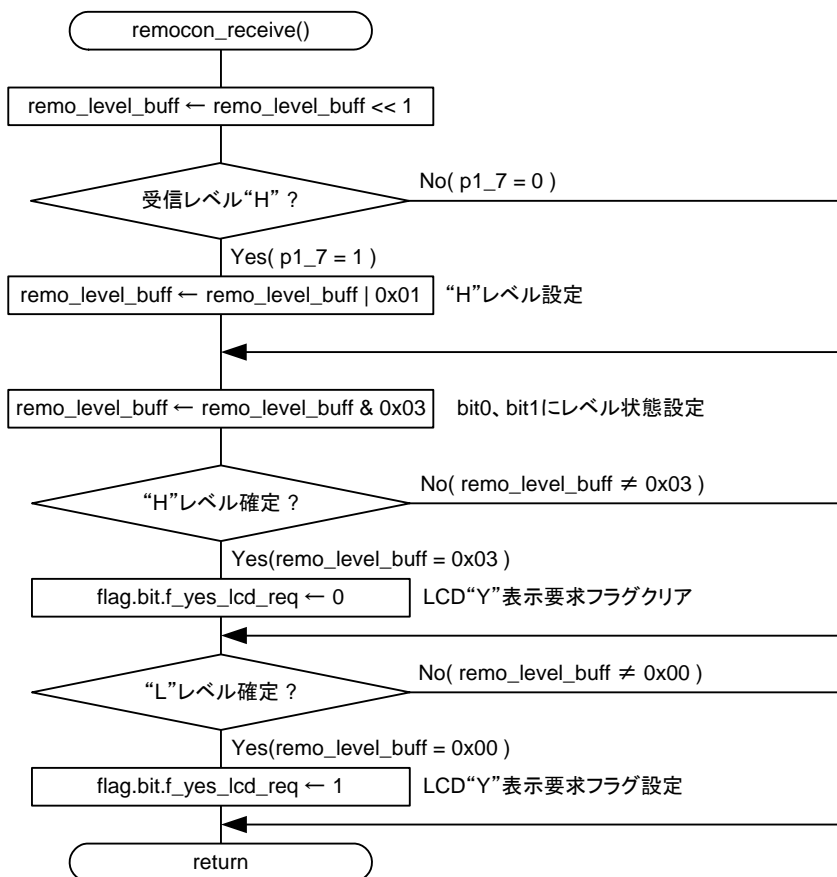 remocon_receive()
remo_level_buff ← remo_level_buff << 1
受信レベル“H” ?
No( p1_7 = 0 )
Yes( p1_7 = 1 )
remo_level_buff ← remo_level_buff | 0x01
“H”レベル設定
remo_level_buff ← remo_level_buff & 0x03
bit0、bit1にレベル状態設定
“H”レベル確定 ?
No( remo_level_buff ≠ 0x03 )
Yes(remo_level_buff = 0x03 )
flag.bit.f_yes_lcd_req ← 0
LCD“Y”表示要求フラグクリア
“L”レベル確定 ?
No( remo_level_buff ≠ 0x00 )
Yes(remo_level_buff = 0x00 )
flag.bit.f_yes_lcd_req ← 1
LCD“Y”表示要求フラグ設定
return